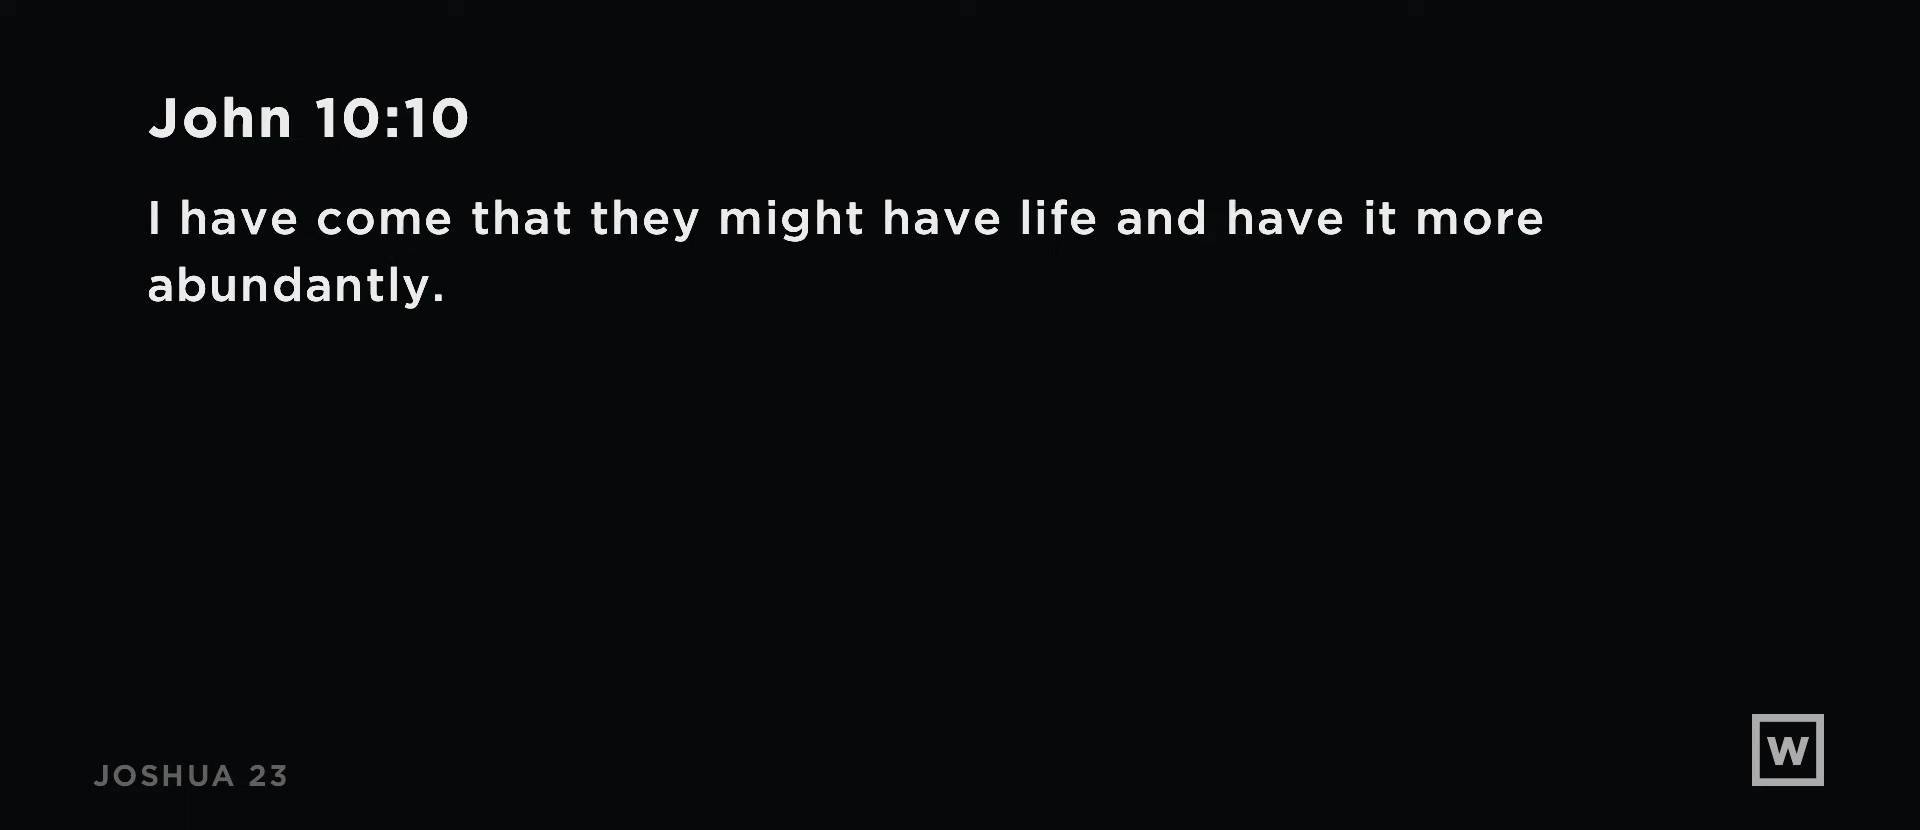 John 10:10
I have come that they might have life and have it more
abundantly.
JOSHUA 23
W